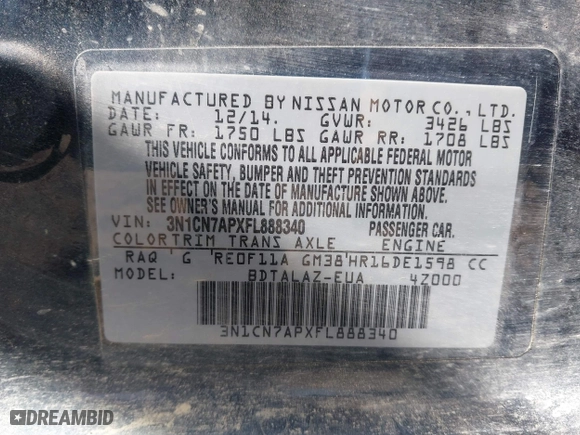 MANUFACTURED BY NISSAN MOTOR CO., LTD.
DATE: 12/14. GVWR: 3426 LBS
GAWR FR: 1750 LBS GAWR RR: 1708 LBS
THIS VEHICLE CONFORMS TO ALL APPLICABLE FEDERAL MOTOR
VEHICLE SAFETY, BUMPER AND THEFT PREVENTION STANDARDS
IN EFFECT ON THE DATE OF MANUFACTURE SHOWN ABOVE.
SEE OWNER'S MANUAL FOR ADDITIONAL INFORMATION.
VIN: 3N1CN7APXFL888340 PASSENGER CAR.
COLOR TRIM TRANS AXLE ENGINE
RAQ G RE0F11A GM38 HR16DE1598 CC
MODEL: BDTALAZ-EUA 4Z000
3N1CN7APXFL888340
DREAMBID